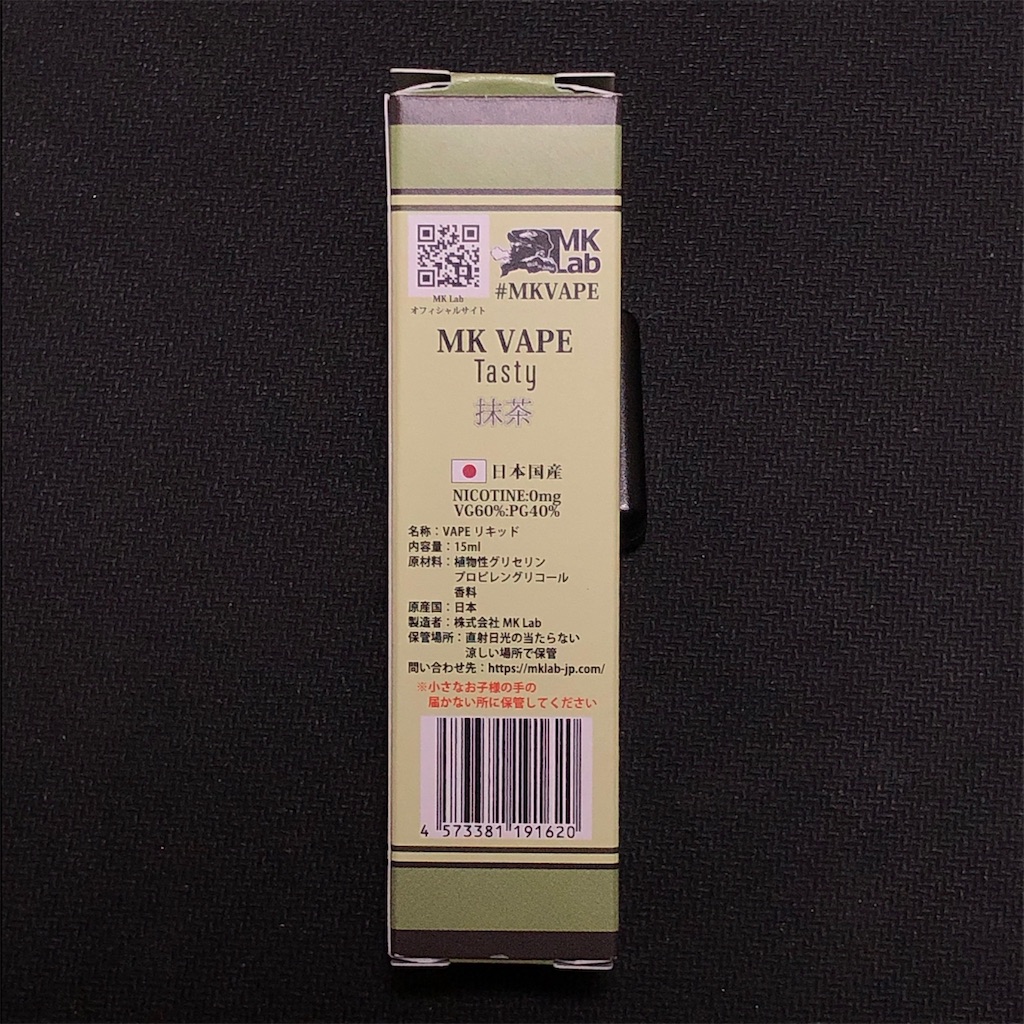 MK Lab
オフィシャルサイト
MK
Lab
#MKVAPE
MK VAPE
Tasty
抹茶
日本国産
NICOTINE:0mg
VG60%:PG40%
名称：VAPE リキッド
内容量：15ml
原材料：植物性グリセリン
プロピレングリコール
香料
原産国：日本
製造者：株式会社 MK Lab
保管場所：直射日光の当たらない
涼しい場所で保管
問い合わせ先：https://mklab-jp.com/
※小さなお子様の手の
届かない所に保管してください
4 573381 191620